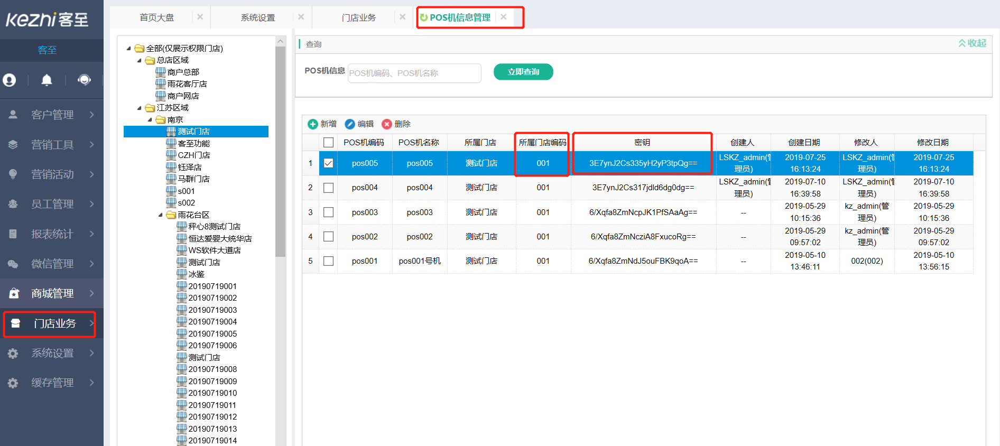 kezhi客至
客至
客户管理
营销工具
营销活动
员工管理
报表统计
微信管理
商城管理
门店业务
系统设置
缓存管理
首页大盘
系统设置
门店业务
POS机信息管理
全部(仅展示权限门店)
总店区域
商户总部
雨花客厅店
商户网店
江苏区域
南京
测试门店
客至功能
CZH门店
钰泽店
马群门店
s001
s002
雨花台区
秤心8测试门店
恒达爱婴大统华店
WS软件大道店
测试门店
冰鉴
20190719001
20190719002
20190719003
20190719004
20190719005
20190719006
测试门店
20190719008
20190719009
20190719010
20190719011
20190719012
20190719013
20190719014
查询 收起
POS机信息 POS机编码、POS机名称 立即查询
新增 编辑 删除
POS机编码 POS机名称 所属门店 所属门店编码 密钥 创建人 创建日期 修改人 修改日期
1 pos005 pos005 测试门店 001 3E7ynJ2Cs335yH2yP3tpQg== LSKZ_admin(管理员) 2019-07-25 16:13:24 LSKZ_admin(管理员) 2019-07-25 16:13:24
2 pos004 pos004 测试门店 001 3E7ynJ2Cs317jdld6dg0dg== LSKZ_admin(管理员) 2019-07-10 16:39:58 LSKZ_admin(管理员) 2019-07-10 16:39:58
3 pos003 pos003 测试门店 001 6/Xqfa8ZmNcpJK1PfSAaAg== -- 2019-05-29 10:15:36 kz_admin(管理员) 2019-05-29 10:15:36
4 pos002 pos002 测试门店 001 6/Xqfa8ZmNcziA8FxucoRg== -- 2019-05-29 09:57:02 kz_admin(管理员) 2019-05-29 09:57:02
5 pos001 pos001号机 测试门店 001 6/Xqfa8ZmNdJ5ouFBK9qoA== -- 2019-05-10 13:46:11 002(002) 2019-05-10 13:56:15